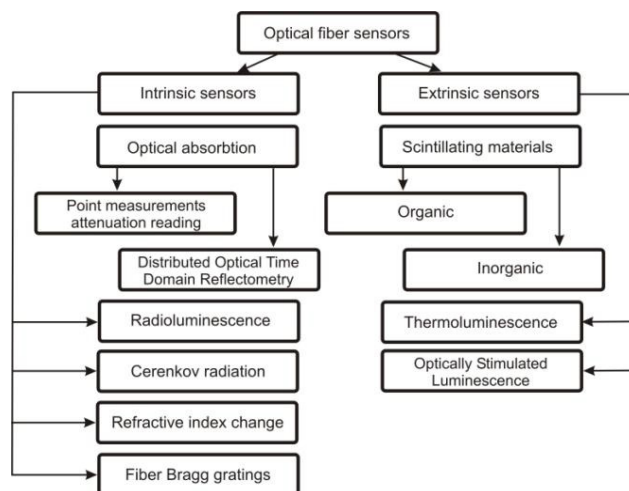 Optical fiber sensors
Intrinsic sensors
Extrinsic sensors
Optical absorbtion
Scintillating materials
Point measurements
attenuation reading
Organic
Distributed Optical Time
Domain Reflectometry
Inorganic
Radioluminescence
Thermoluminescence
Cerenkov radiation
Optically Stimulated
Luminescence
Refractive index change
Fiber Bragg gratings